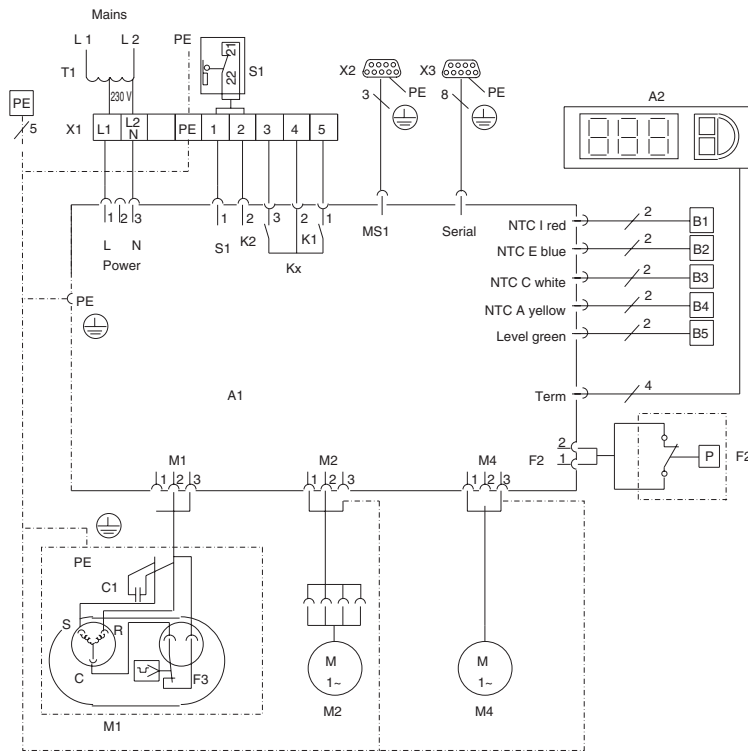 Mains
L 1 L 2 PE
T1
21
22
S1
X2
X3
PE
PE
3
8
A2
PE
5
230 V
X1 L1 L2 N PE 1 2 3 4 5
1 2 3
1 2 3 2 1
L N
Power
S1
K2
K1
Kx
MS1
Serial
NTC I red 2 B1
NTC E blue 2 B2
NTC C white 2 B3
NTC A yellow 2 B4
Level green 2 B5
PE
A1
Term 4
2
1
F2
P
F2
M1
1 2 3
M2
1 2 3
M4
1 2 3
PE
C1
S
R
C
F3
M1
M
1~
M2
M
1~
M4